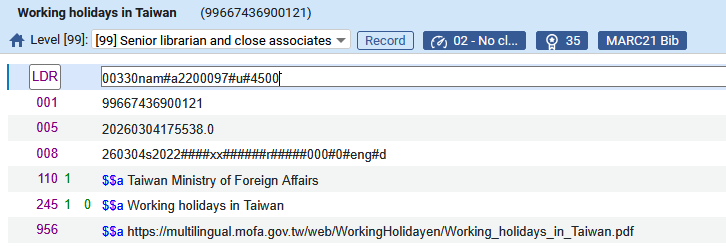 Working holidays in Taiwan (99667436900121)
Level [99]: [99] Senior librarian and close associates Record 02 - No cl... 35 MARC21 Bib
LDR 00330nam#a2200097#u#4500
001 99667436900121
005 20260304175538.0
008 260304s2022####xx######r#####000#0#eng#d
110 1 $$a Taiwan Ministry of Foreign Affairs
245 1 0 $$a Working holidays in Taiwan
956 $$a https://multilingual.mofa.gov.tw/web/WorkingHolidayen/Working_holidays_in_Taiwan.pdf